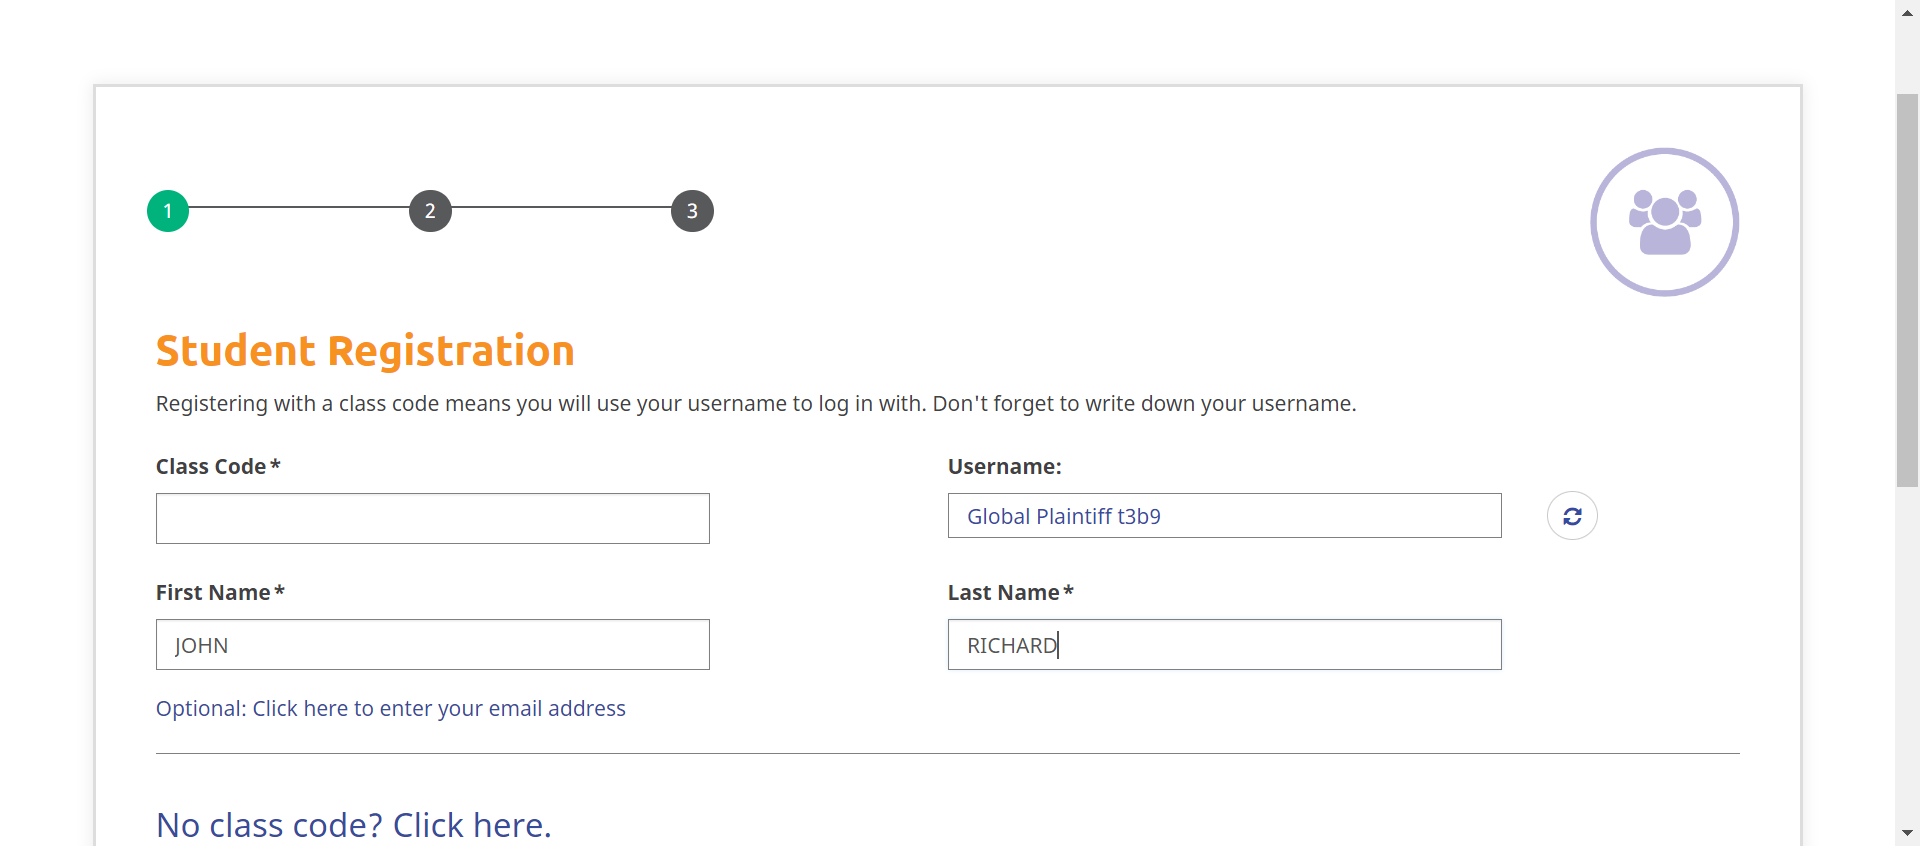 1 2 3
Student Registration
Registering with a class code means you will use your username to log in with. Don't forget to write down your username.
Class Code*
Username:
Global Plaintiff t3b9
First Name*
Last Name*
JOHN
RICHARD
Optional: Click here to enter your email address
No class code? Click here.